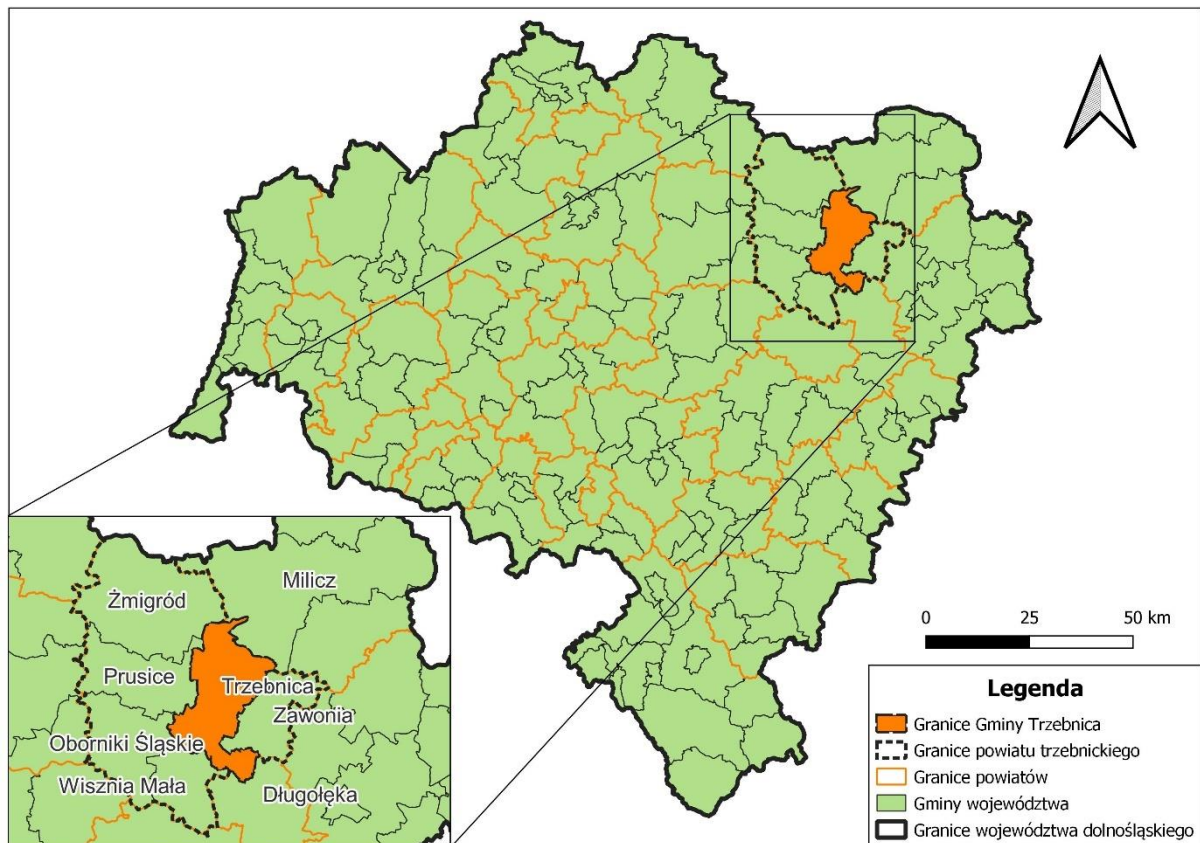 Milicz
Żmigród
Prusice
Trzebnica
Zawonia
Oborniki Śląskie
Wisznia Mała
Długołęka
0 25 50 km
Legenda
Granice Gminy Trzebnica
Granice powiatu trzebnickiego
Granice powiatów
Gminy województwa
Granice województwa dolnośląskiego